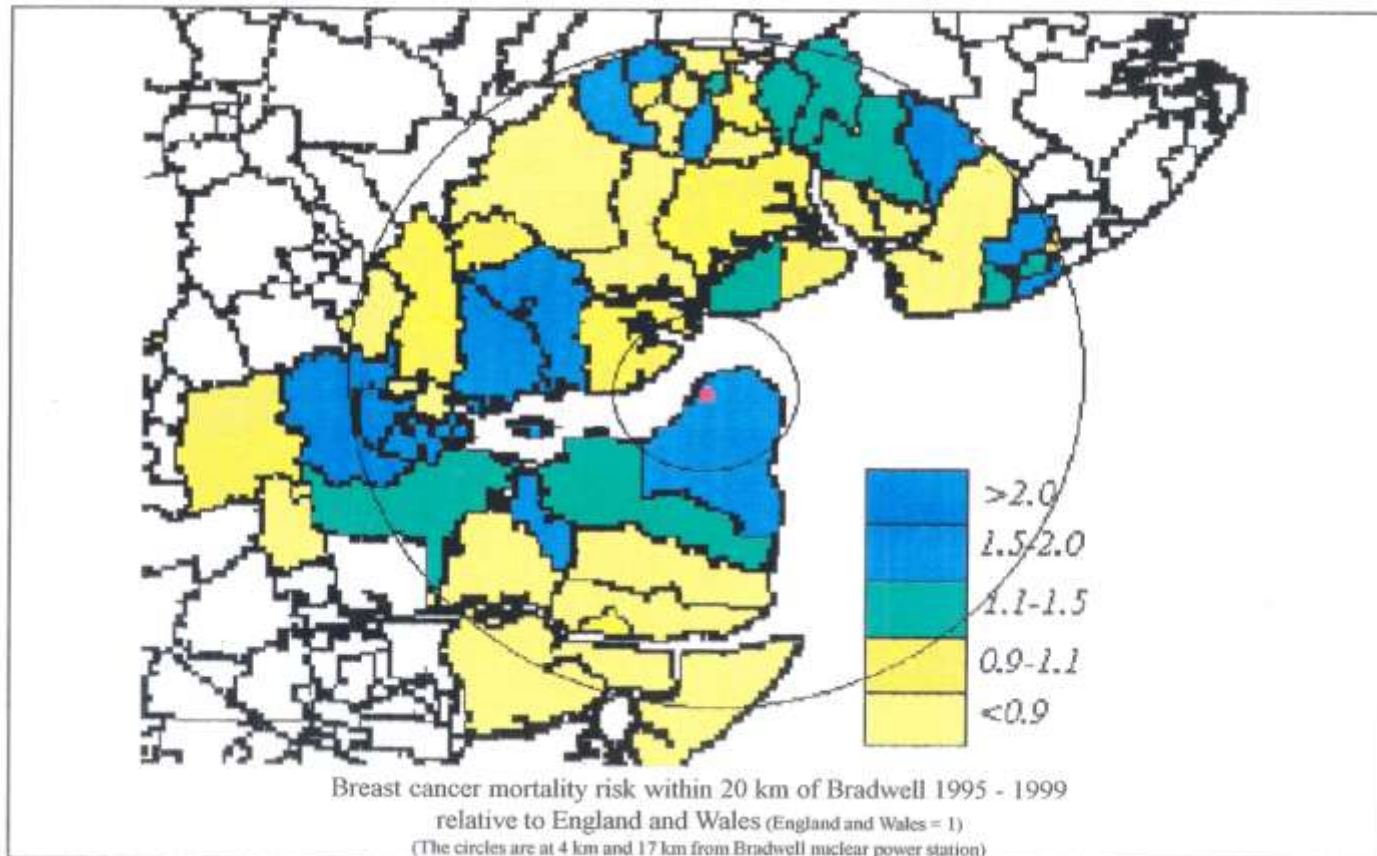 >2.0
1.5-2.0
1.1-1.5
0.9-1.1
<0.9
Breast cancer mortality risk within 20 km of Bradwell 1995 - 1999
relative to England and Wales (England and Wales = 1)
(The circles are at 4 km and 17 km from Bradwell nuclear power station)